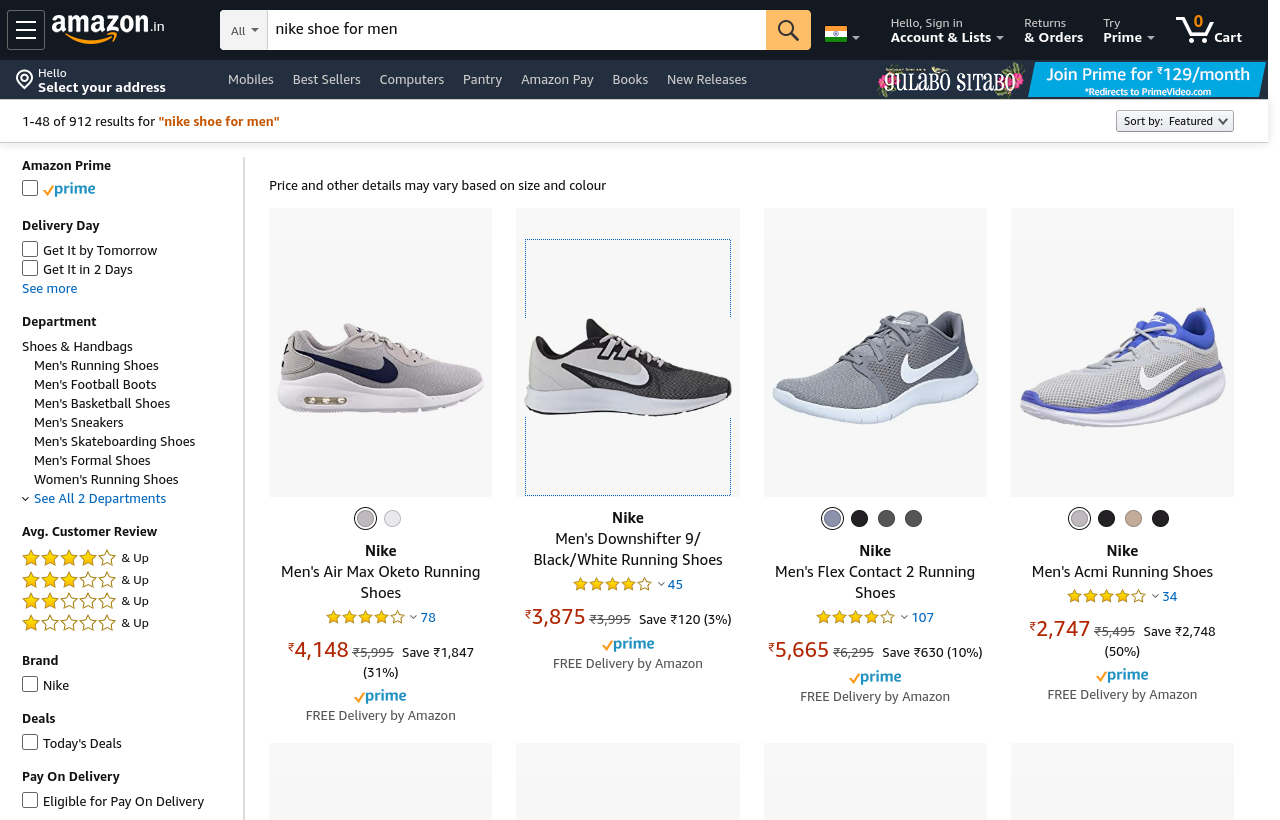 amazon.in
All
nike shoe for men
Hello, Sign in
Account & Lists
Returns
& Orders
Try
Prime
0
Cart
Hello
Select your address
Mobiles
Best Sellers
Computers
Pantry
Amazon Pay
Books
New Releases
GULABO SITABO
Join Prime for ₹129/month
*Redirects to PrimeVideo.com
1-48 of 912 results for "nike shoe for men"
Sort by: Featured
Amazon Prime
prime
Delivery Day
Get It by Tomorrow
Get It in 2 Days
See more
Department
Shoes & Handbags
Men's Running Shoes
Men's Football Boots
Men's Basketball Shoes
Men's Sneakers
Men's Skateboarding Shoes
Men's Formal Shoes
Women's Running Shoes
See All 2 Departments
Avg. Customer Review
& Up
& Up
& Up
& Up
Brand
Nike
Deals
Today's Deals
Pay On Delivery
Eligible for Pay On Delivery
Price and other details may vary based on size and colour
Nike
Men's Air Max Oketo Running
Shoes
78
₹4,148 ₹5,995 Save ₹1,847
(31%)
prime
FREE Delivery by Amazon
Nike
Men's Downshifter 9/
Black/White Running Shoes
45
₹3,875 ₹3,995 Save ₹120 (3%)
prime
FREE Delivery by Amazon
Nike
Men's Flex Contact 2 Running
Shoes
107
₹5,665 ₹6,295 Save ₹630 (10%)
prime
FREE Delivery by Amazon
Nike
Men's Acmi Running Shoes
34
₹2,747 ₹5,495 Save ₹2,748
(50%)
prime
FREE Delivery by Amazon